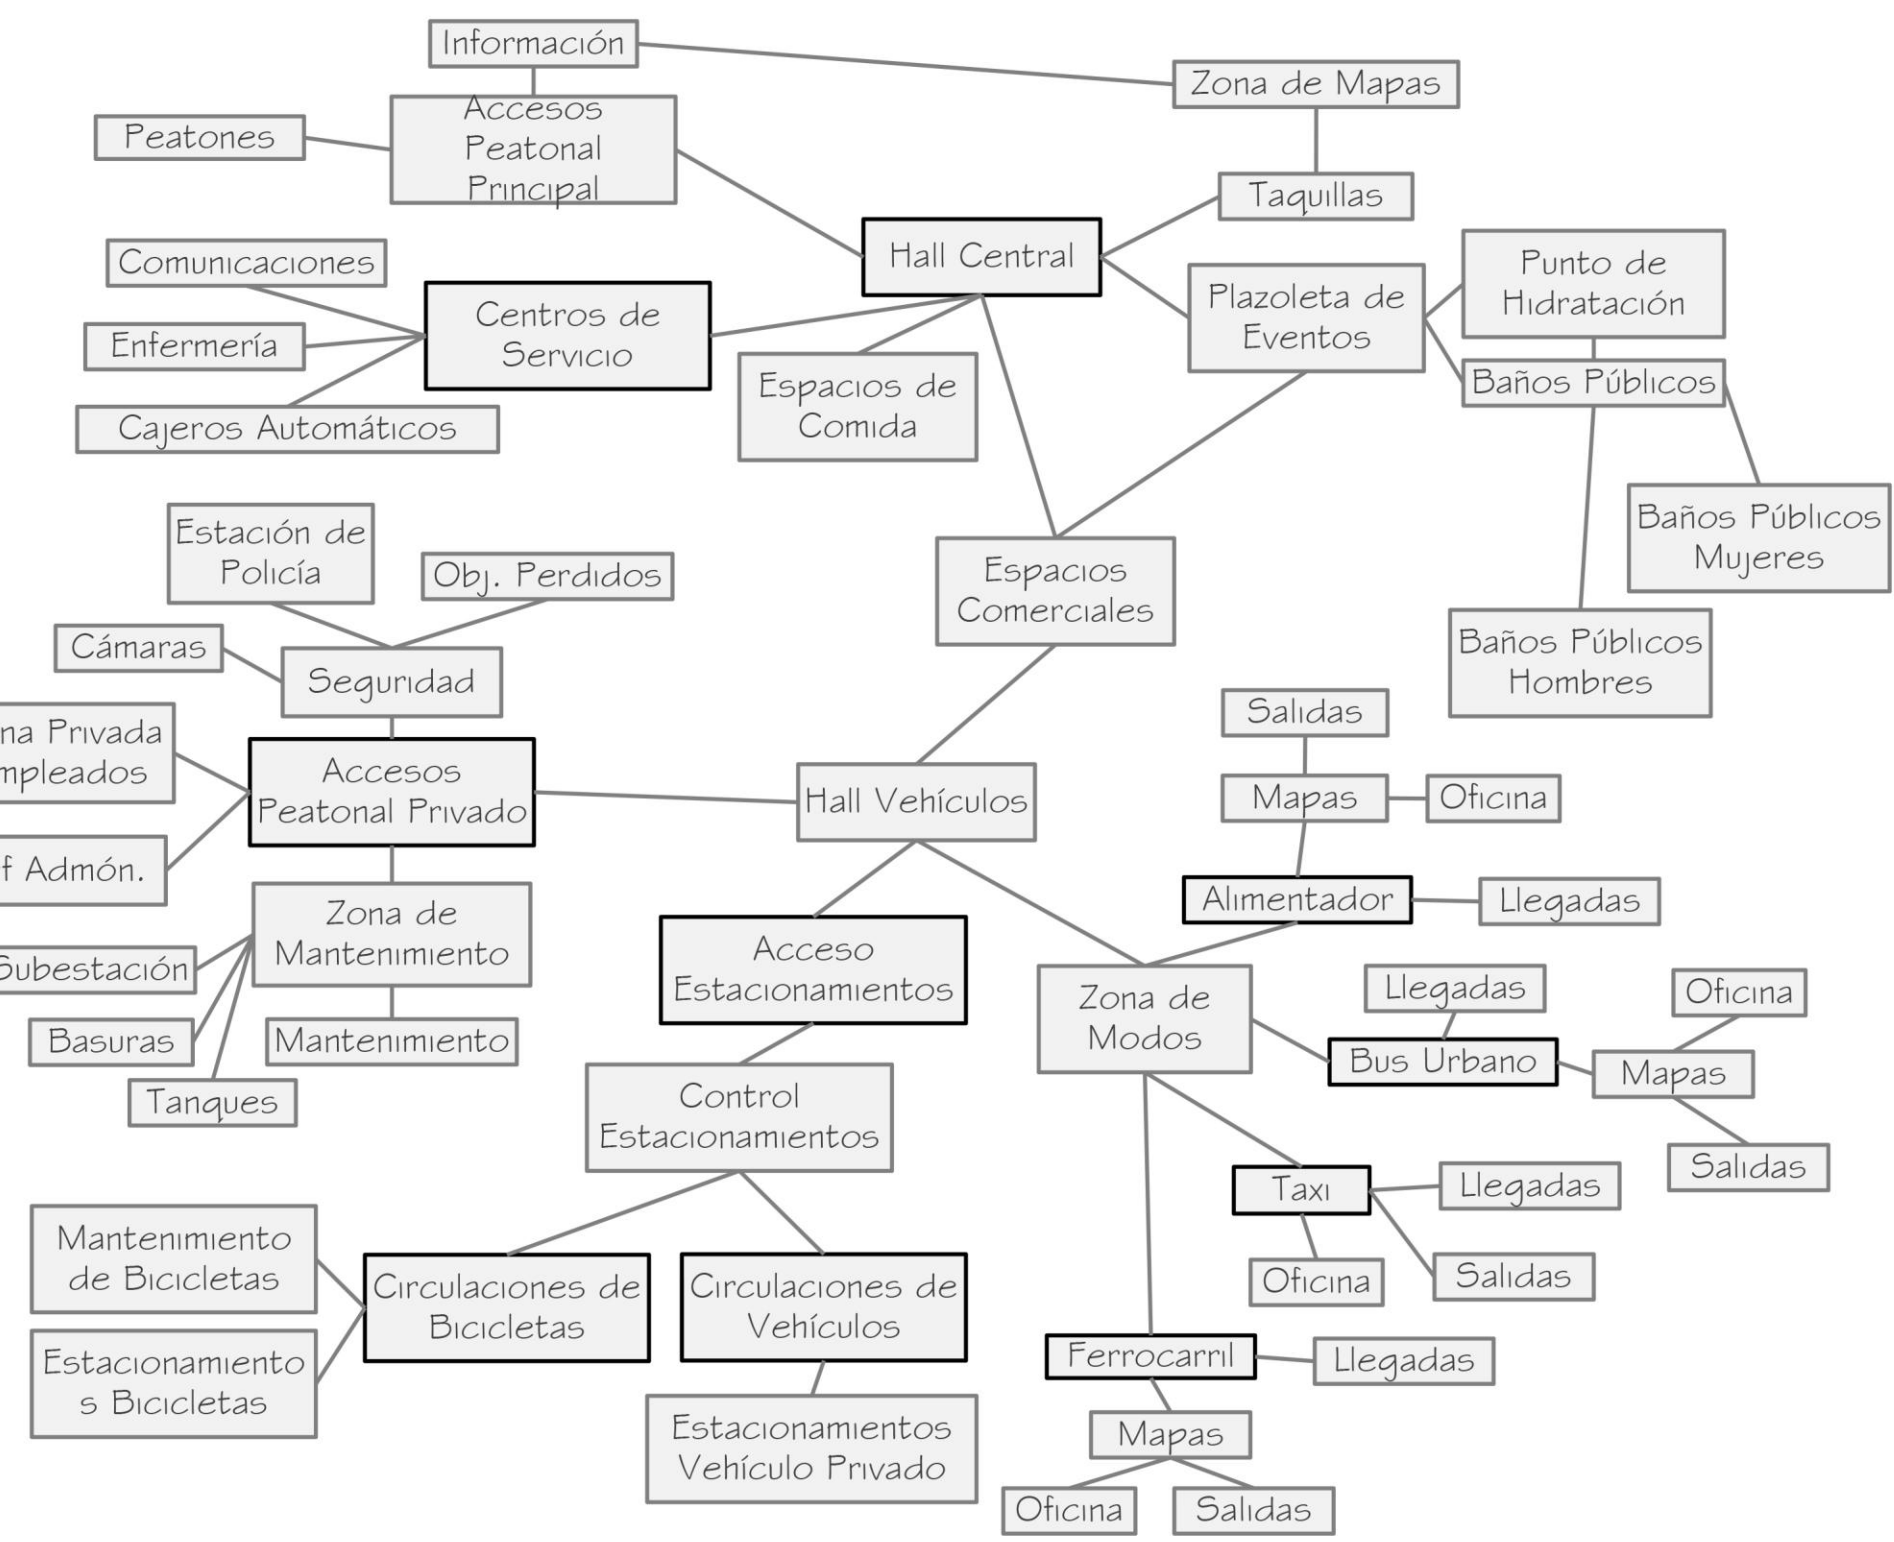 Información
Zona de Mapas
Accesos
Peatonal
Principal
Peatones
Taquillas
Hall Central
Comunicaciones
Punto de
Hidratación
Centros de
Servicio
Plazoleta de
Eventos
Enfermería
Espacios de
Comida
Baños Públicos
Cajeros Automáticos
Baños Públicos
Mujeres
Estación de
Policía
Obj. Perdidos
Espacios
Comerciales
Cámaras
Seguridad
Baños Públicos
Hombres
Salidas
na Privada
mpleados
Accesos
Peatonal Privado
Hall Vehículos
Mapas
Oficina
f Admón.
Alimentador
Llegadas
Zona de
Mantenimiento
Acceso
Estacionamientos
Subestación
Zona de
Modos
Llegadas
Oficina
Basuras
Mantenimiento
Bus Urbano
Mapas
Tanques
Control
Estacionamientos
Salidas
Taxi
Llegadas
Mantenimiento
de Bicicletas
Oficina
Salidas
Circulaciones de
Bicicletas
Circulaciones de
Vehículos
Estacionamiento
s Bicicletas
Ferrocarril
Llegadas
Estacionamientos
Vehículo Privado
Mapas
Oficina
Salidas